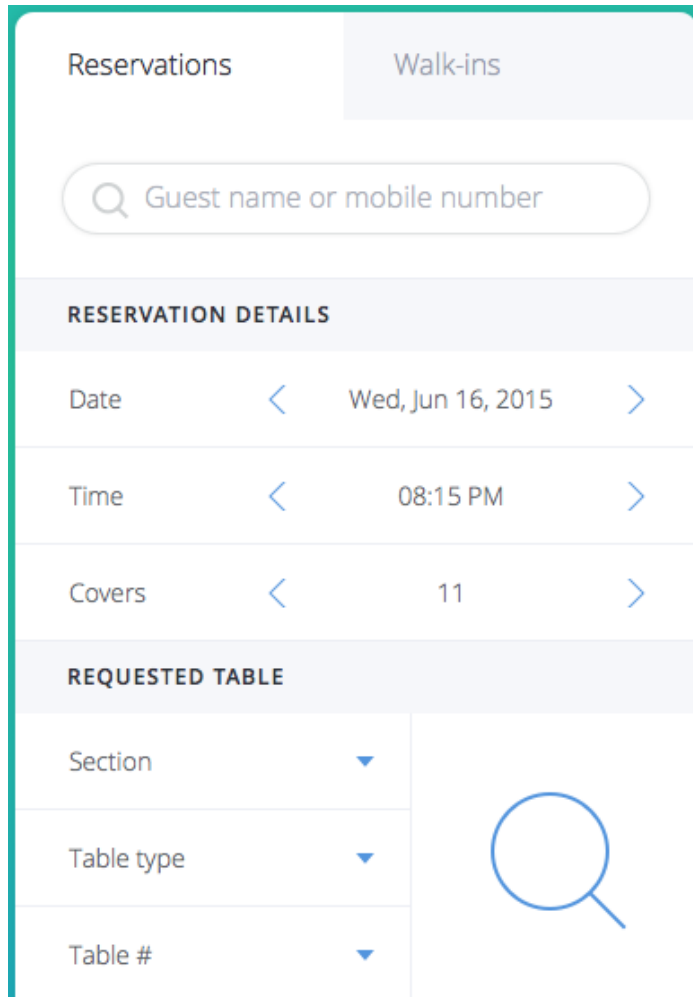 Reservations
Walk-ins
Guest name or mobile number
RESERVATION DETAILS
Date Wed, Jun 16, 2015
Time 08:15 PM
Covers 11
REQUESTED TABLE
Section
Table type
Table #